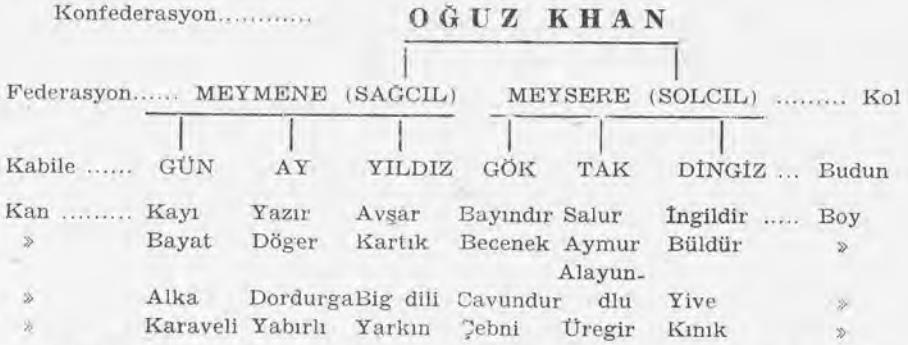 Konfederasyon............ OĞUZ KHAN
Federasyon...... MEYMENE (SAĞCIL) MEYSERE (SOLCIL) ......... Kol
Kabile ...... GÜN AY YILDIZ GÖK TAK DİNGİZ ... Budun
Kan ......... Kayı Yazır Avşar Bayındır Salur İngildir ..... Boy
» Bayat Döger Kartık Becenek Aymur Büldür »
Alayun-
» Alka Dordurga Big dili Cavundur dlu Yive »
» Karaveli Yabırlı Yarkın Çebni Üregir Kınık »